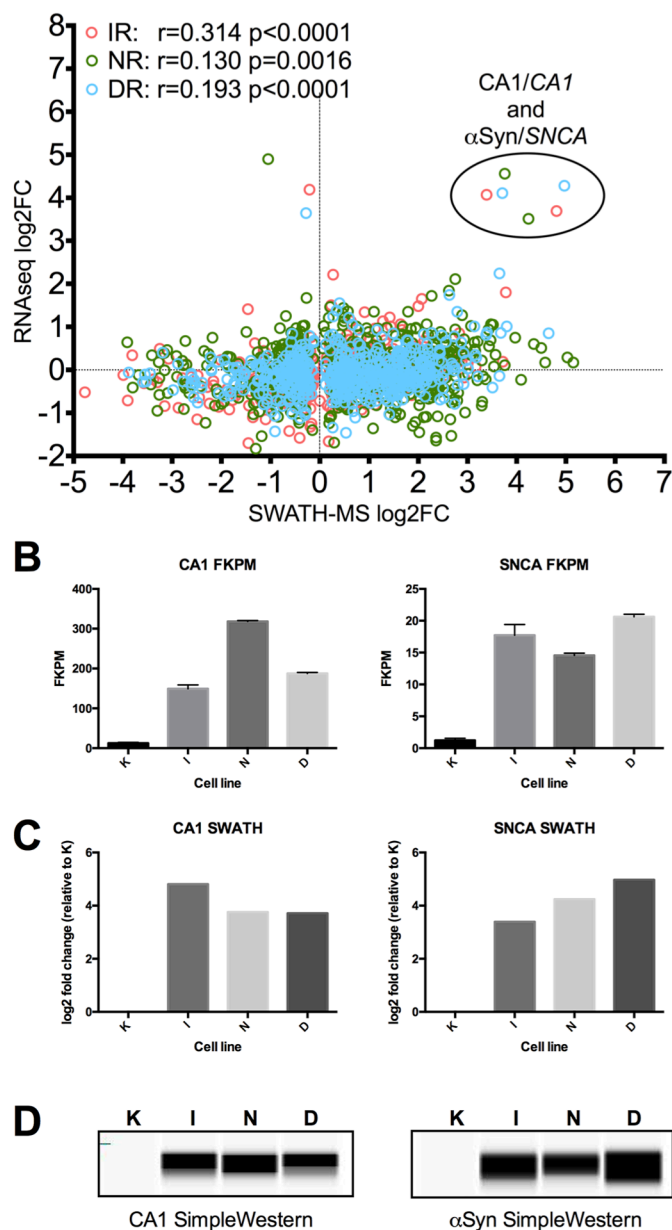 IR: r=0.314 p<0.0001
NR: r=0.130 p=0.0016
DR: r=0.193 p<0.0001
CA1/CA1
and
αSyn/SNCA
8
7
6
5
4
3
2
1
0
-1
-2
RNAseq log2FC
-5 -4 -3 -2 -1 0 1 2 3 4 5 6 7
SWATH-MS log2FC
B
CA1 FKPM
400
300
200
100
0
FKPM
K I N D
Cell line
SNCA FKPM
25
20
15
10
5
0
FKPM
K I N D
Cell line
C
CA1 SWATH
6
4
2
0
log2 fold change (relative to K)
K I N D
Cell line
SNCA SWATH
6
4
2
0
log2 fold change (relative to K)
K I N D
Cell line
D
K I N D
CA1 SimpleWestern
K I N D
αSyn SimpleWestern